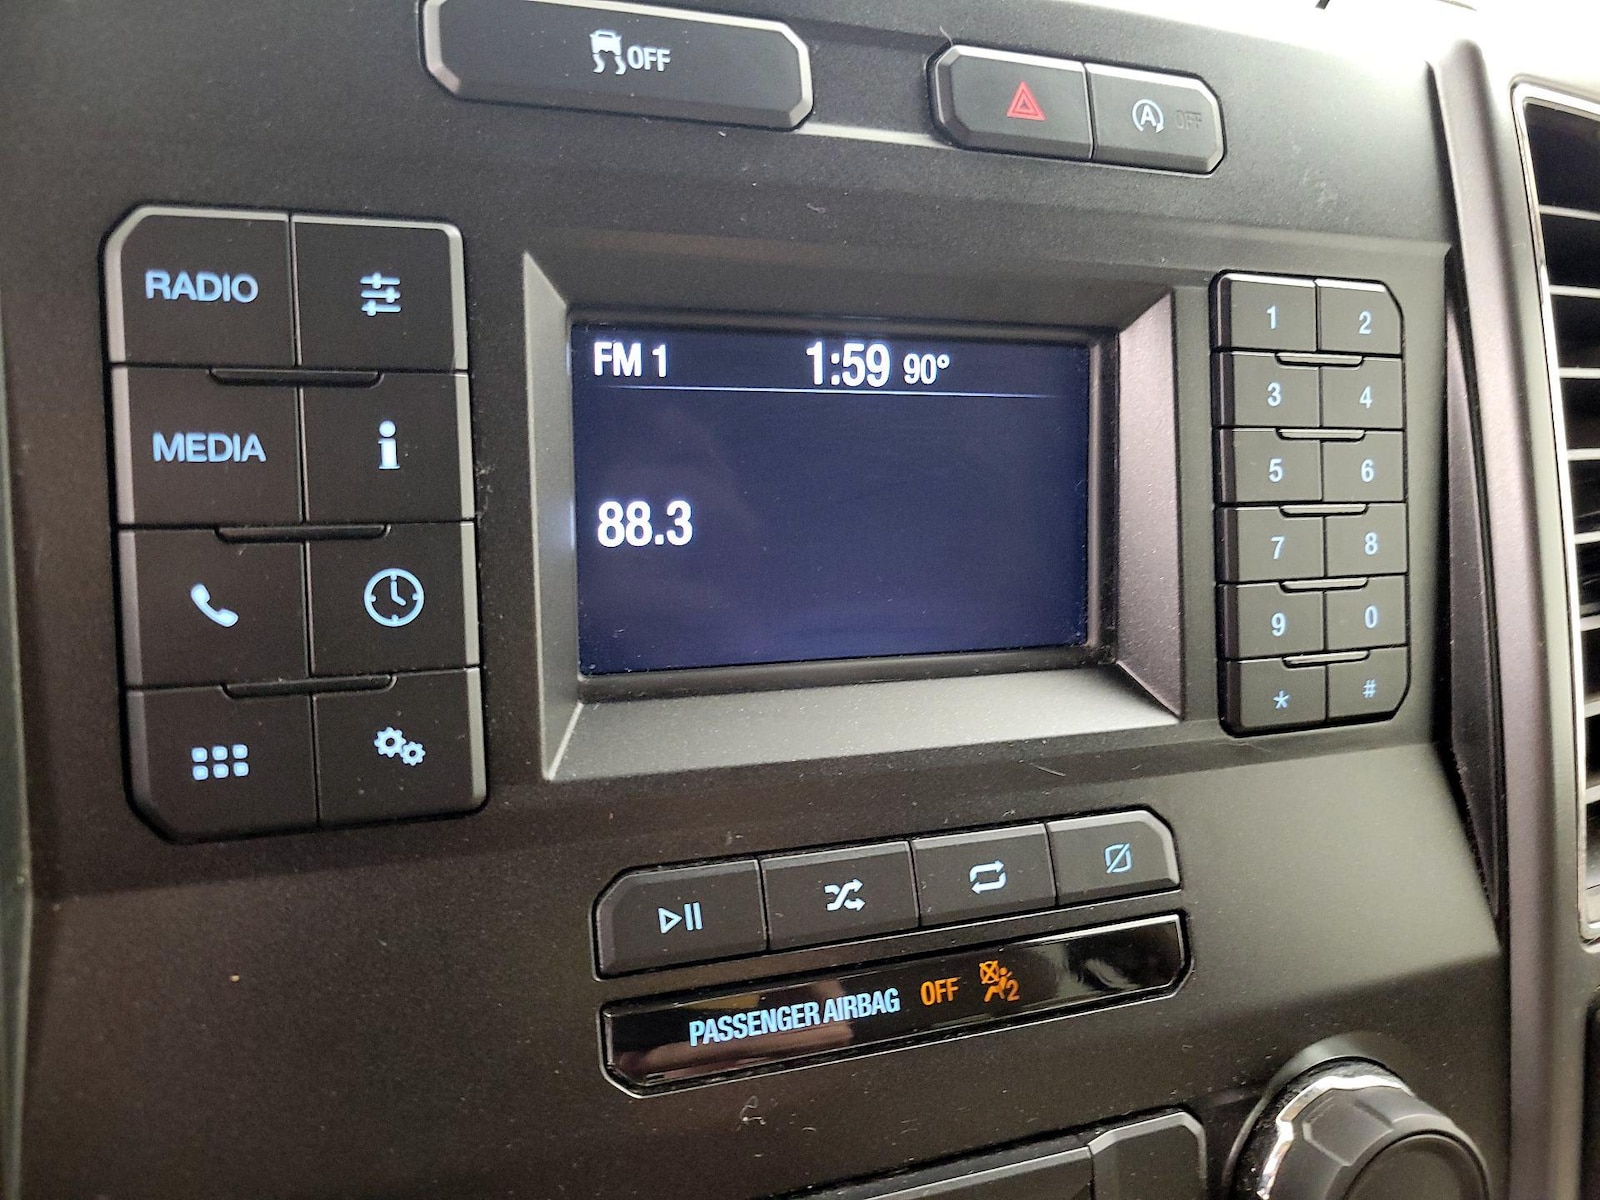 OFF
A OFF
RADIO
MEDIA
i
FM 1 1:59 90°
88.3
1 2
3 4
5 6
7 8
9 0
* #
PASSENGER AIRBAG OFF 2